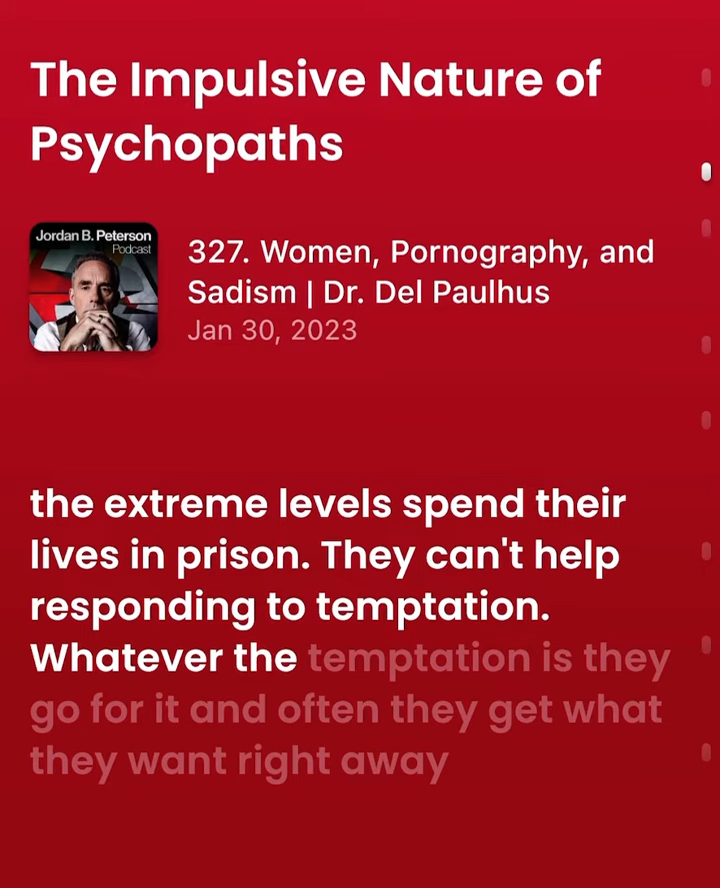 The Impulsive Nature of
Psychopaths
Jordan B. Peterson
Podcast
327. Women, Pornography, and
Sadism | Dr. Del Paulhus
Jan 30, 2023
the extreme levels spend their
lives in prison. They can't help
responding to temptation.
Whatever the temptation is they
go for it and often they get what
they want right away